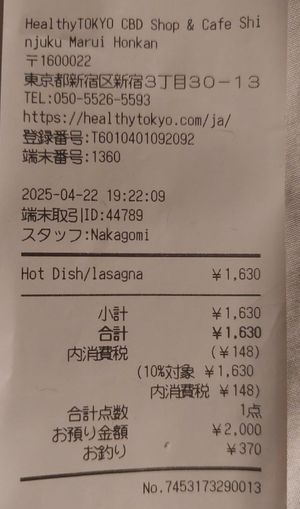 HealthyTOKYO CBD Shop & Cafe Shi
njuku Marui Honkan
〒1600022
東京都新宿区新宿3丁目30-13
TEL:050-5526-5593
https://healthytokyo.com/ja/
登録番号:T6010401092092
端末番号:1360
2025-04-22 19:22:09
端末取引ID:44789
スタッフ:Nakagomi
Hot Dish/lasagna ¥1,630
小計 ¥1,630
合計 ¥1,630
内消費税 (¥148)
(10%対象 ¥1,630
内消費税 ¥148)
合計点数 1点
お預り金額 ¥2,000
お釣り ¥370
No.7453173290013